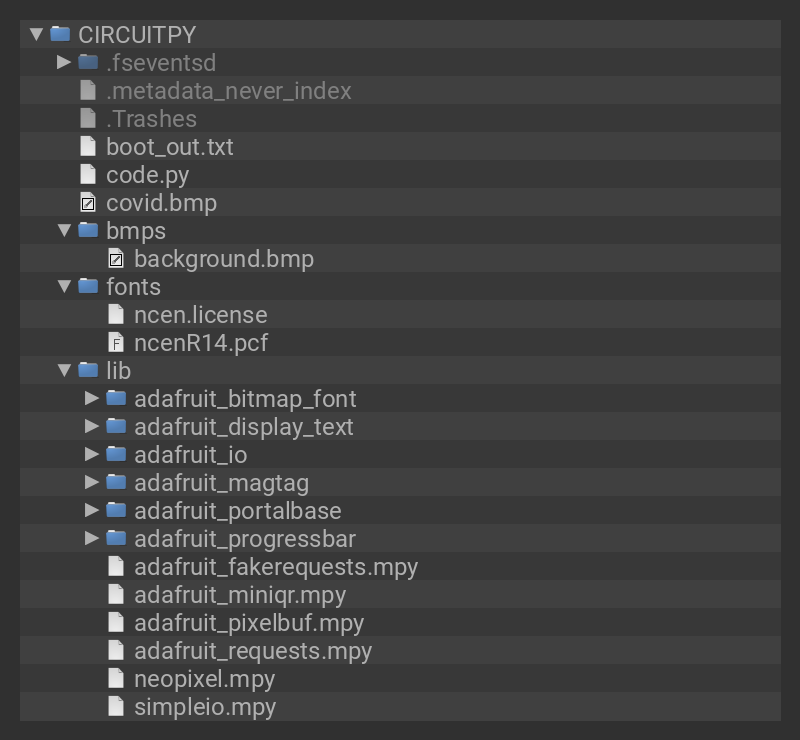 CIRCUITPY
.fseventsd
.metadata_never_index
.Trashes
boot_out.txt
code.py
covid.bmp
bmps
background.bmp
fonts
ncen.license
F ncenR14.pcf
lib
adafruit_bitmap_font
adafruit_display_text
adafruit_io
adafruit_magtag
adafruit_portalbase
adafruit_progressbar
adafruit_fakerequests.mpy
adafruit_miniqr.mpy
adafruit_pixelbuf.mpy
adafruit_requests.mpy
neopixel.mpy
simpleio.mpy